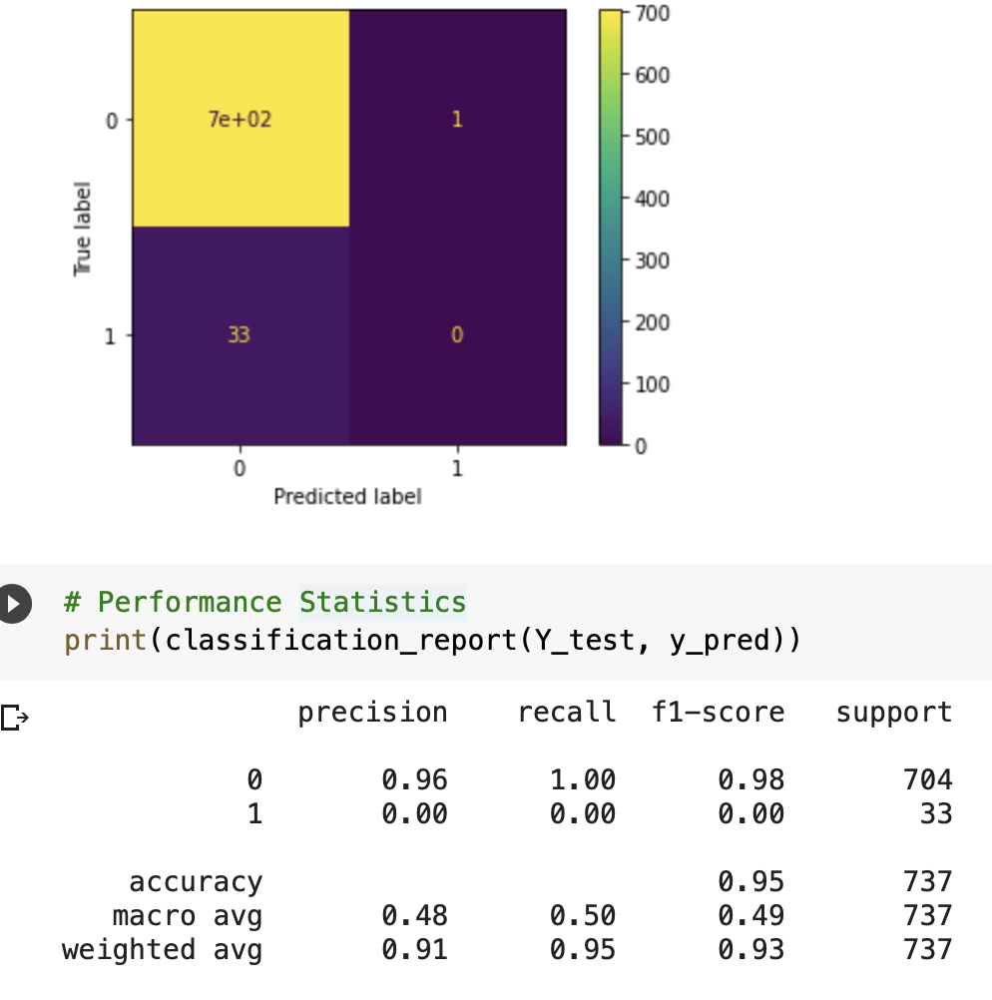 700
0
7e+02
1
600
500
400
True label
300
1
33
0
200
100
0
0
1
Predicted label
# Performance Statistics
print(classification_report(Y_test, y_pred))
precision recall f1-score support
0 0.96 1.00 0.98 704
1 0.00 0.00 0.00 33
accuracy 0.95 737
macro avg 0.48 0.50 0.49 737
weighted avg 0.91 0.95 0.93 737